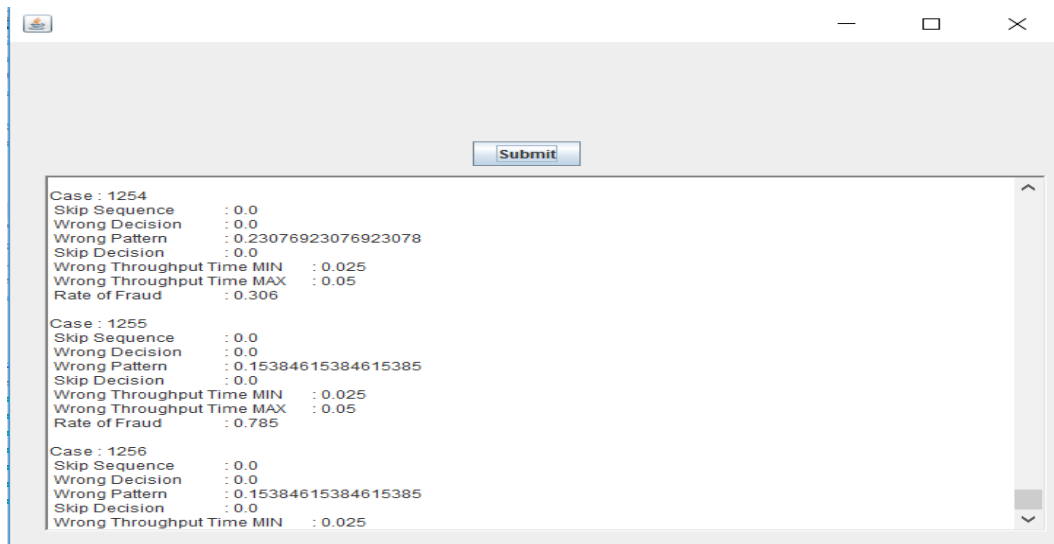 Submit
Case : 1254
Skip Sequence : 0.0
Wrong Decision : 0.0
Wrong Pattern : 0.23076923076923078
Skip Decision : 0.0
Wrong Throughput Time MIN : 0.025
Wrong Throughput Time MAX : 0.05
Rate of Fraud : 0.306
Case : 1255
Skip Sequence : 0.0
Wrong Decision : 0.0
Wrong Pattern : 0.15384615384615385
Skip Decision : 0.0
Wrong Throughput Time MIN : 0.025
Wrong Throughput Time MAX : 0.05
Rate of Fraud : 0.785
Case : 1256
Skip Sequence : 0.0
Wrong Decision : 0.0
Wrong Pattern : 0.15384615384615385
Skip Decision : 0.0
Wrong Throughput Time MIN : 0.025